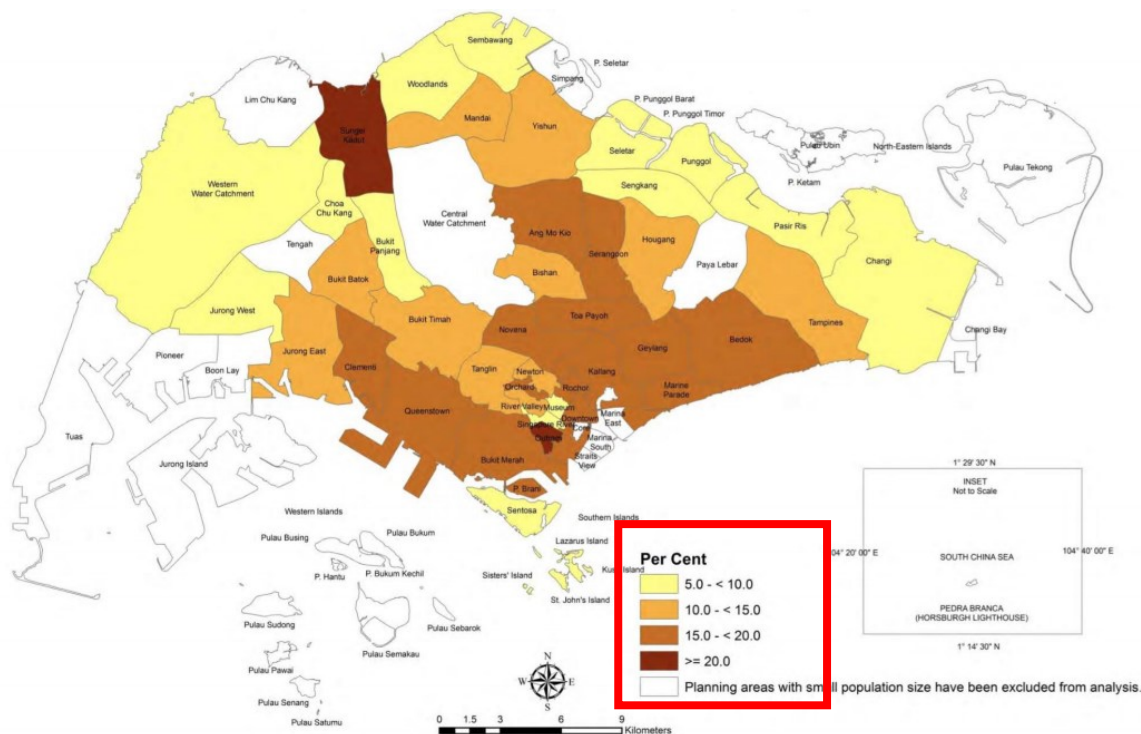 Sembawang
P. Seletar
Simpang
Woodlands
Lim Chu Kang
P. Punggol Barat
P. Punggol Timor
Mandai
Yishun
Sungei
Kadut
Pulau Ubin
North-Eastern Islands
Pulau Tekong
Seletar
Punggol
P. Ketam
Western
Water Catchment
Sengkang
Choa
Chu Kang
Central
Water Catchment
Pasir Ris
Ang Mo Kio
Hougang
Tengah
Bukit
Panjang
Serangoon
Paya Lebar
Changi
Bishan
Bukit Batok
Jurong West
Bukit Timah
Toa Payoh
Novena
Tampines
Changi Bay
Bedok
Geylang
Pioneer
Jurong East
Boon Lay
Clementi
Tanglin
Newton
Kallang
Orchard
Rochor
Marine
Parade
River Valley
Museum
Queenstown
Singapore River
Downtown
Core
Marina
East
Outram
Marina
South
Straits
View
Tuas
Jurong Island
Bukit Merah
P. Brani
Sentosa
Western Islands
Southern Islands
Pulau Bukum
Pulau Busing
P. Hantu
P. Bukum Kechil
Lazarus Island
Sisters' Island
St. John's Island
Pulau Sudong
Pulau Sebarok
Pulau Semakau
Pulau Pawai
Pulau Senang
Pulau Satumu
1° 29' 30" N
INSET
Not to Scale
04° 20' 00" E
SOUTH CHINA SEA
104° 40' 00" E
PEDRA BRANCA
(HORSBURGH LIGHTHOUSE)
1° 14' 30" N
Per Cent
5.0 - < 10.0
10.0 - < 15.0
15.0 - < 20.0
>= 20.0
Planning areas with small population size have been excluded from analysis.
N
W E
S
0 1.5 3 6 9
Kilometers